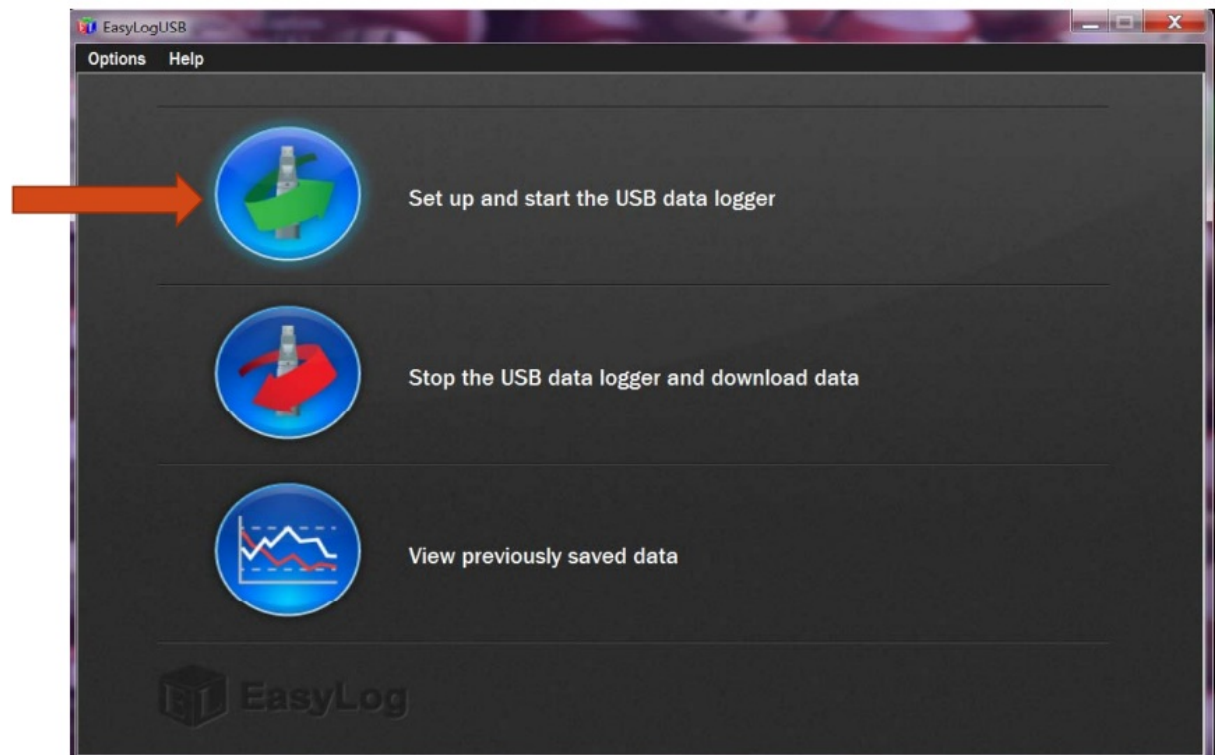 EasyLogUSB
Options Help
Set up and start the USB data logger
Stop the USB data logger and download data
View previously saved data
EL EasyLog